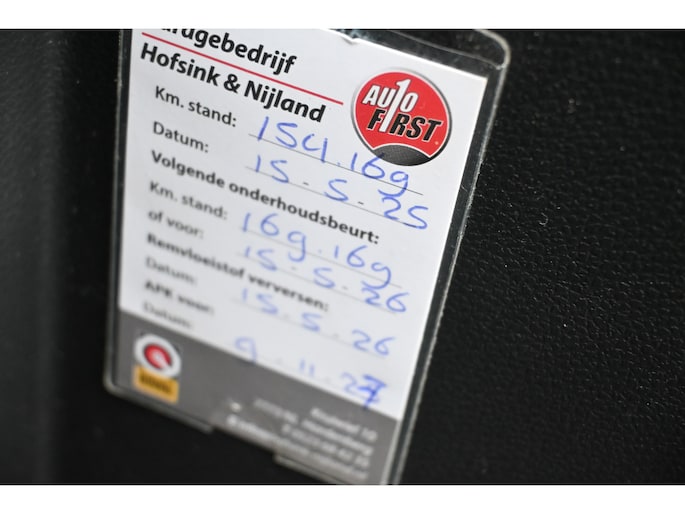 Hofsink & Nijland
AUTO
FIRST
Km. stand: 154.169
Datum: 15.5.25
Volgende onderhoudsbeurt:
Km. stand: 169.169
of voor: 15.5.26
Remvloeistof verversen:
Datum: 15.5.26
APK voor:
Datum: 9.11.27